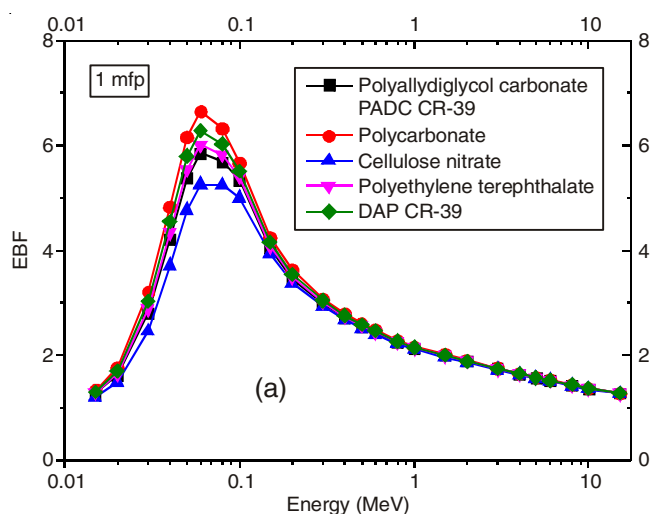 0.01 0.1 1 10
8 8
1 mfp
Polyallydiglycol carbonate
PADC CR-39
Polycarbonate
Cellulose nitrate
Polyethylene terephthalate
DAP CR-39
6 6
EBF
4 4
2 2
(a)
0 0
0.01 0.1 1 10
Energy (MeV)